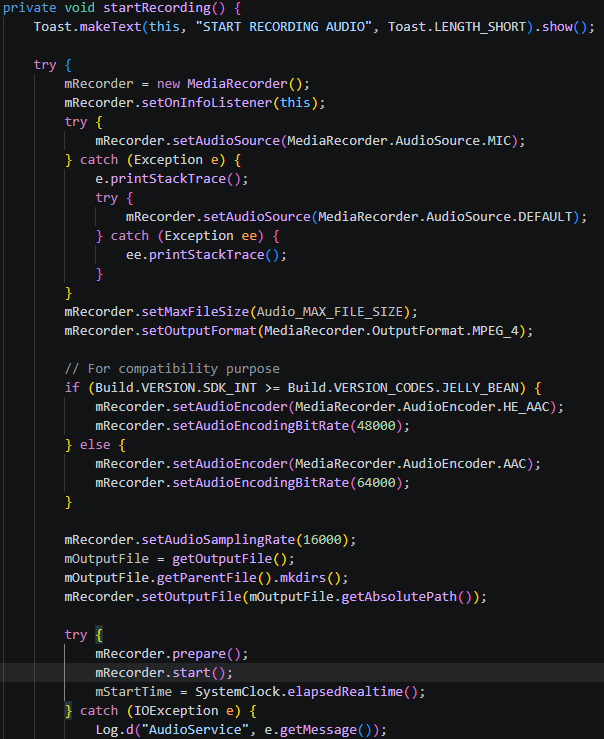 private void startRecording() {
    Toast.makeText(this, "START RECORDING AUDIO", Toast.LENGTH_SHORT).show();

    try {
        mRecorder = new MediaRecorder();
        mRecorder.setOnInfoListener(this);
        try {
            mRecorder.setAudioSource(MediaRecorder.AudioSource.MIC);
        } catch (Exception e) {
            e.printStackTrace();
            try {
                mRecorder.setAudioSource(MediaRecorder.AudioSource.DEFAULT);
            } catch (Exception ee) {
                ee.printStackTrace();
            }
        }
        mRecorder.setMaxFileSize(Audio_MAX_FILE_SIZE);
        mRecorder.setOutputFormat(MediaRecorder.OutputFormat.MPEG_4);

        // For compatibility purpose
        if (Build.VERSION.SDK_INT >= Build.VERSION_CODES.JELLY_BEAN) {
            mRecorder.setAudioEncoder(MediaRecorder.AudioEncoder.HE_AAC);
            mRecorder.setAudioEncodingBitRate(48000);
        } else {
            mRecorder.setAudioEncoder(MediaRecorder.AudioEncoder.AAC);
            mRecorder.setAudioEncodingBitRate(64000);
        }

        mRecorder.setAudioSamplingRate(16000);
        mOutputFile = getOutputFile();
        mOutputFile.getParentFile().mkdirs();
        mRecorder.setOutputFile(mOutputFile.getAbsolutePath());

        try {
            mRecorder.prepare();
            mRecorder.start();
            mStartTime = SystemClock.elapsedRealtime();
        } catch (IOException e) {
            Log.d("AudioService", e.getMessage());